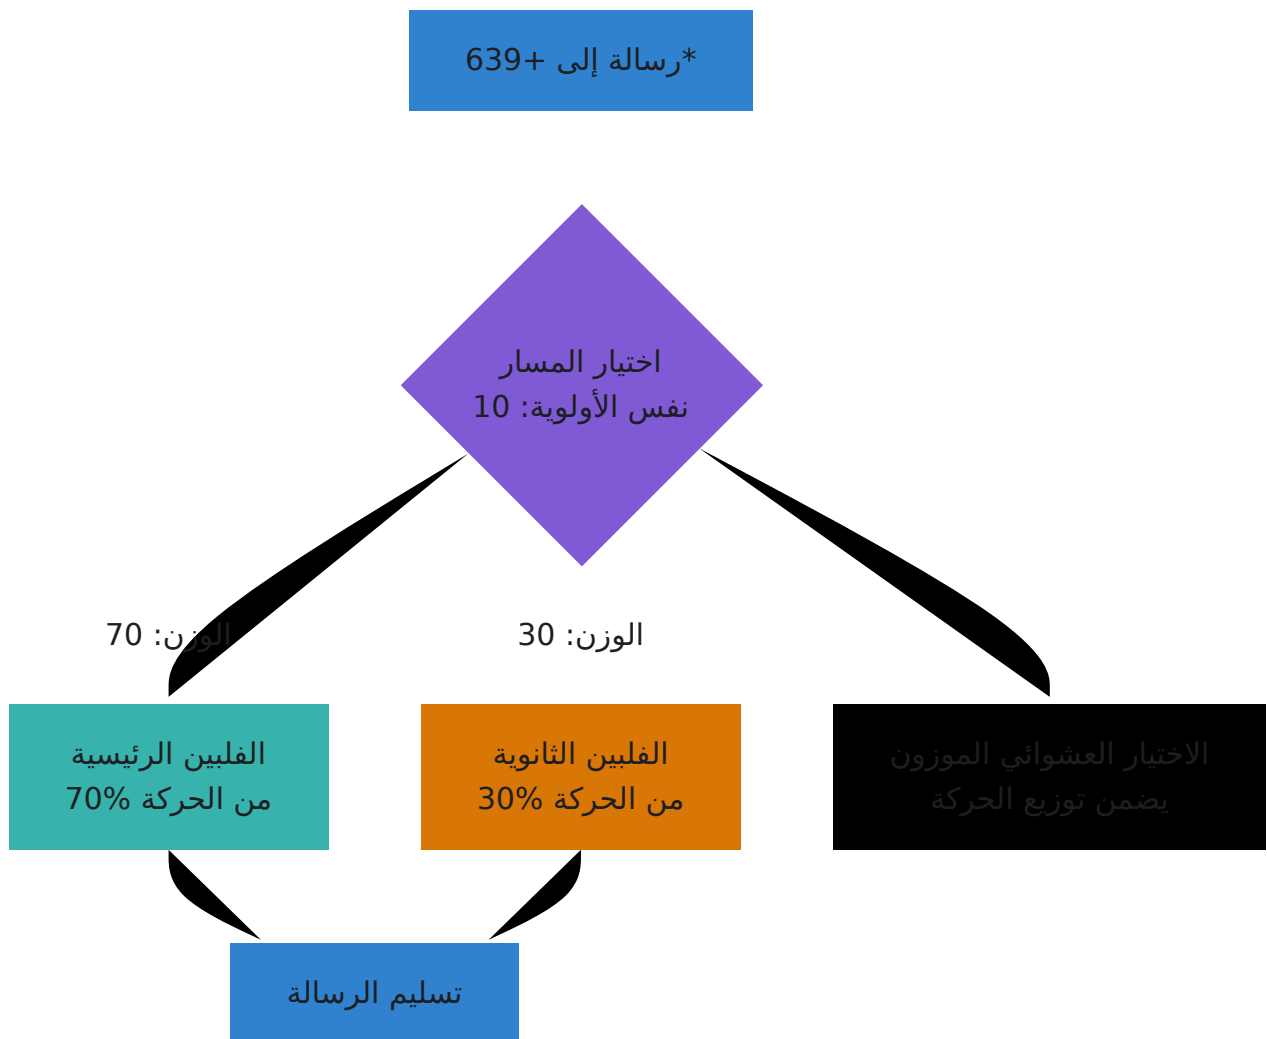 رسالة إلى +639*
اختيار المسار
نفس الأولوية: 10
الوزن: 70
الوزن: 30
الفلبين الرئيسية
70% من الحركة
الفلبين الثانوية
30% من الحركة
الاختيار العشوائي الموزون
يضمن توزيع الحركة
تسليم الرسالة